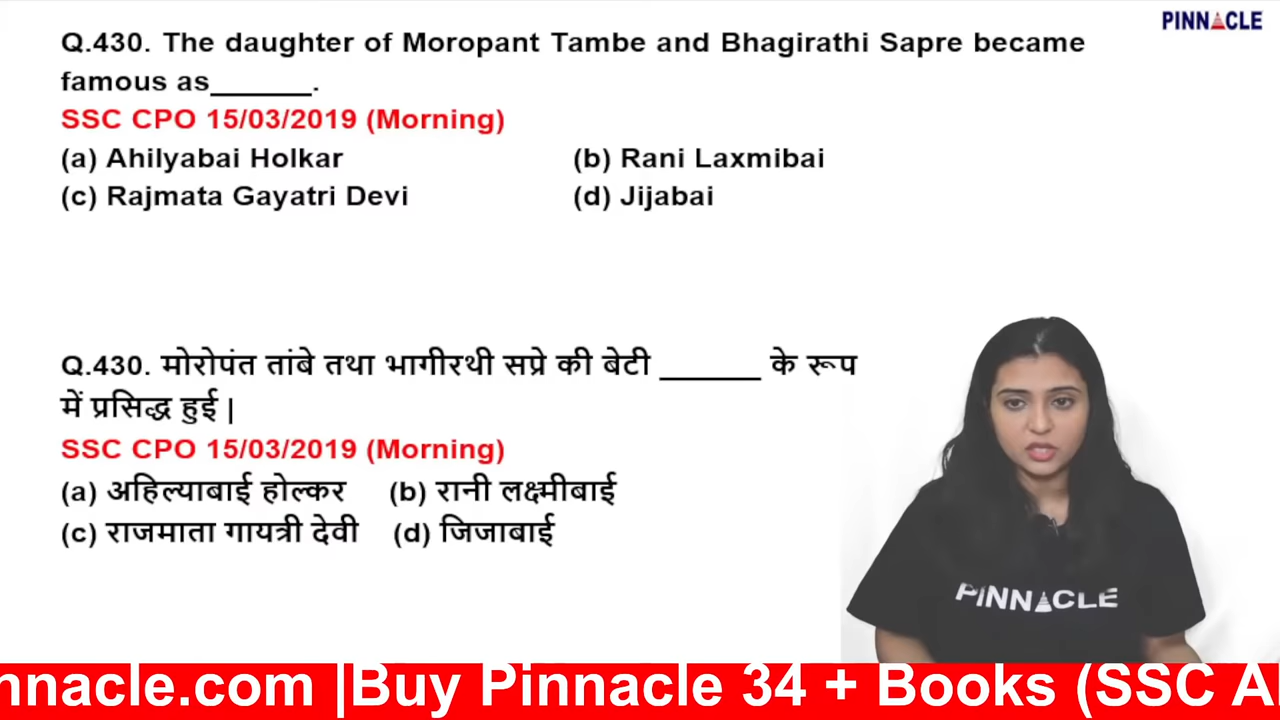 PINNACLE
Q.430. The daughter of Moropant Tambe and Bhagirathi Sapre became
famous as______.
SSC CPO 15/03/2019 (Morning)
(a) Ahilyabai Holkar (b) Rani Laxmibai
(c) Rajmata Gayatri Devi (d) Jijabai
Q.430. मोरोपंत तांबे तथा भागीरथी सप्रे की बेटी ______ के रूप
में प्रसिद्ध हुई |
SSC CPO 15/03/2019 (Morning)
(a) अहिल्याबाई होल्कर (b) रानी लक्ष्मीबाई
(c) राजमाता गायत्री देवी (d) जिजाबाई
PINNACLE
nnacle.com |Buy Pinnacle 34 + Books (SSC A